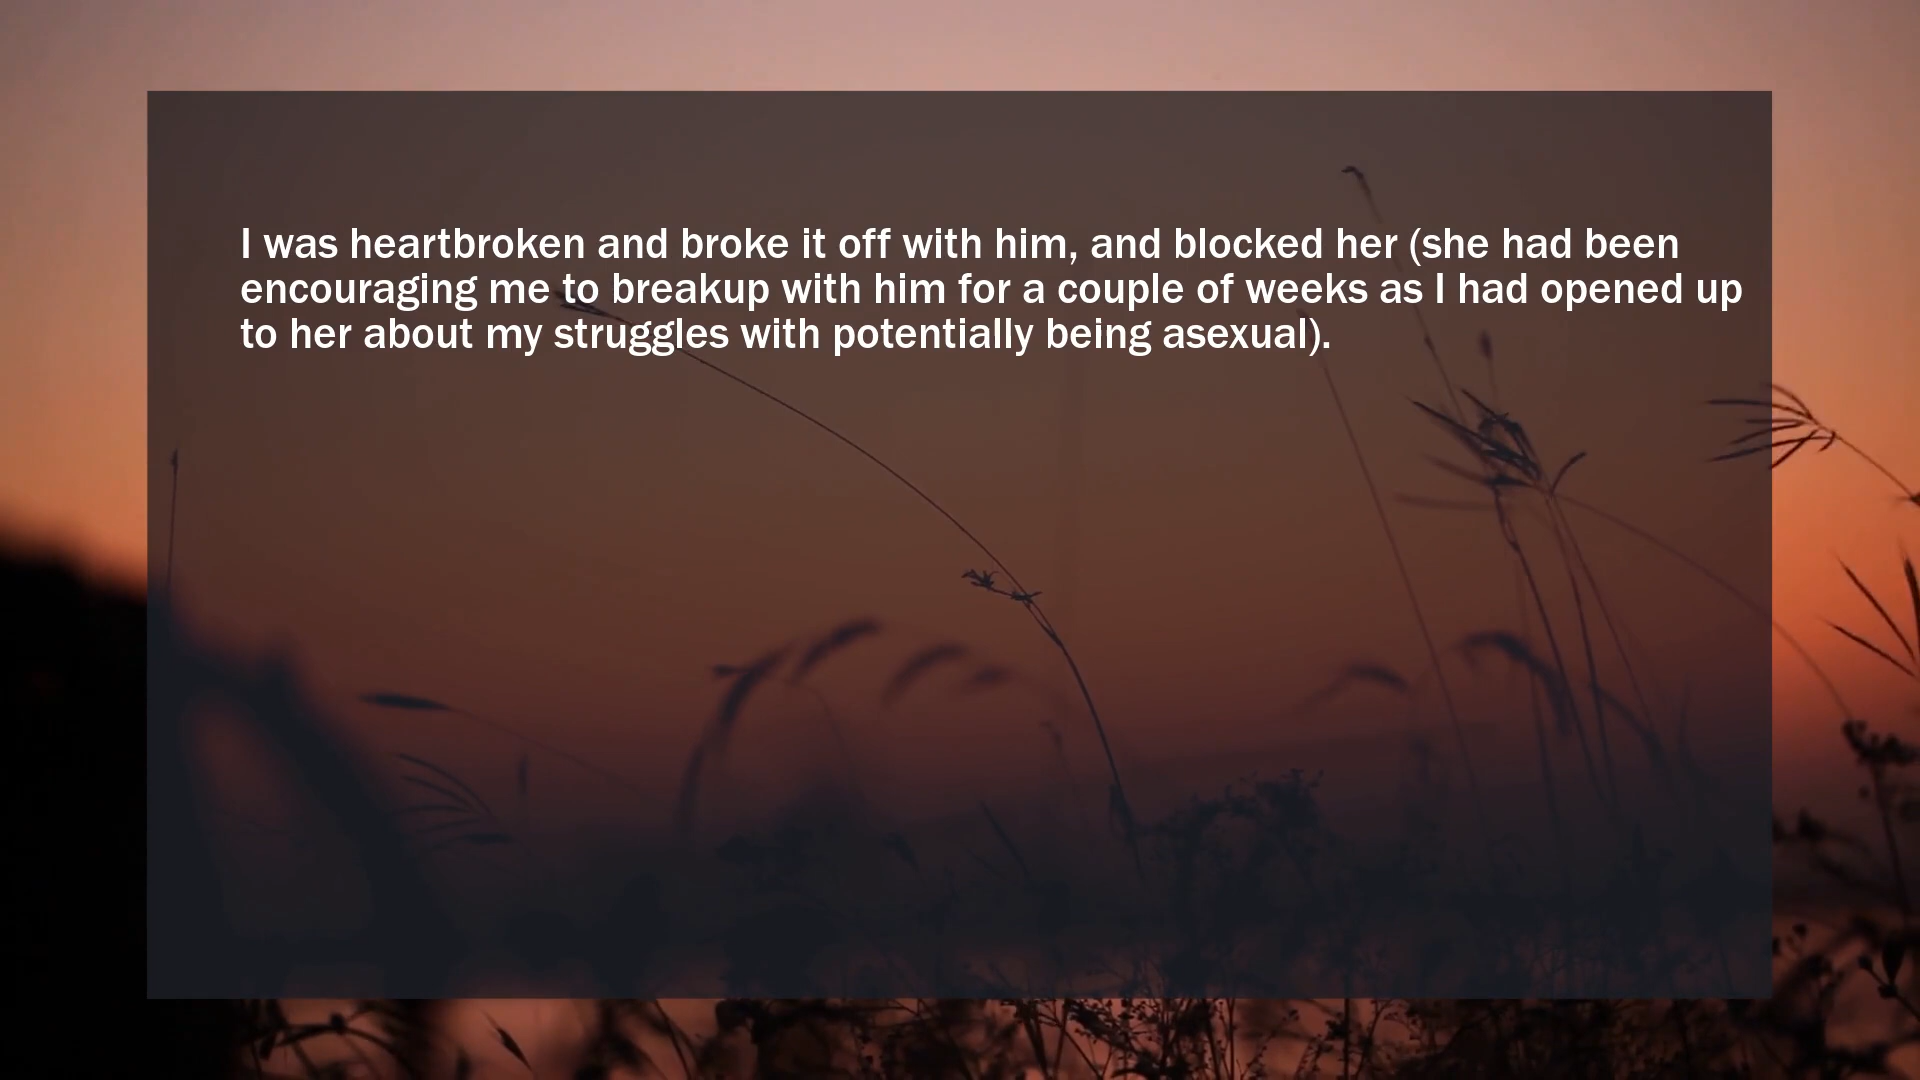 I was heartbroken and broke it off with him, and blocked her (she had been
encouraging me to breakup with him for a couple of weeks as I had opened up
to her about my struggles with potentially being asexual).